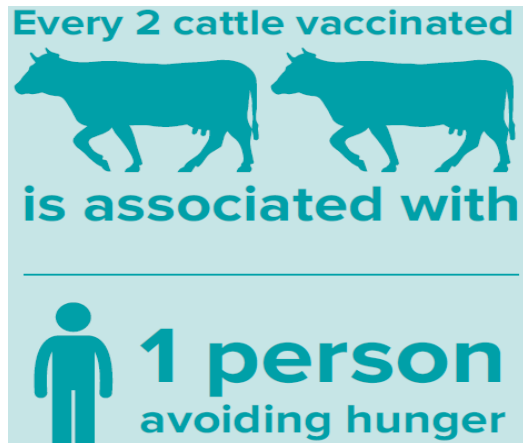 Every 2 cattle vaccinated
is associated with
1 person
avoiding hunger